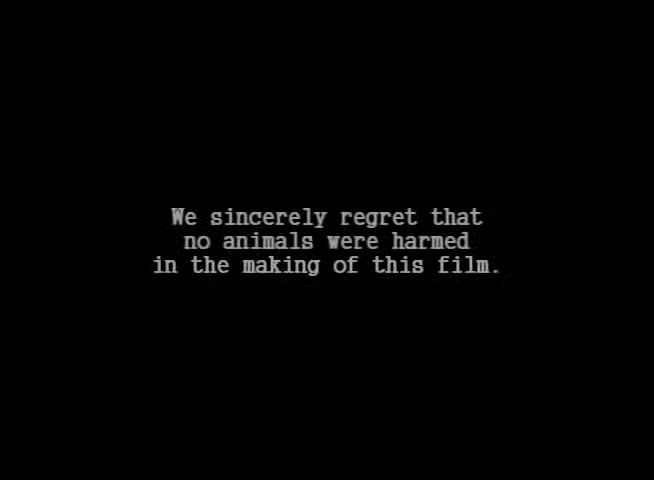 We sincerely regret that
no animals were harmed
in the making of this film.